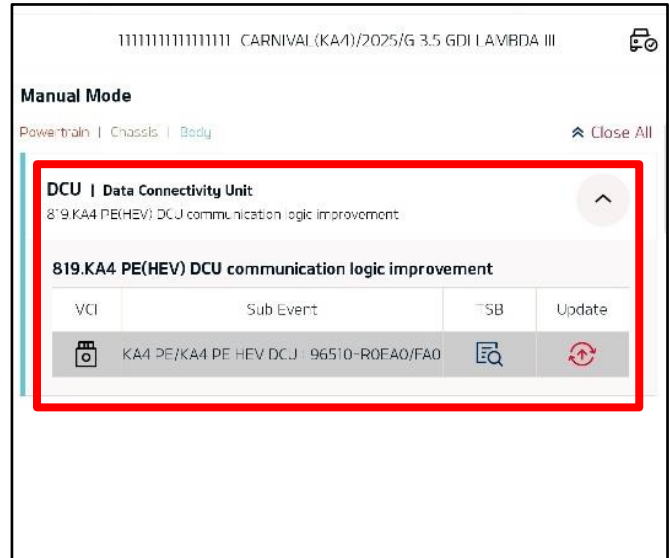 11111111111111111 CARNIVAL(KA4)/2025/G 3.5 GDI LAMBDA III
Manual Mode
Powertrain | Chassis | Body
Close All
DCU | Data Connectivity Unit
819.KA4 PE(HEV) DCU communication logic improvement
819.KA4 PE(HEV) DCU communication logic improvement
VCI Sub Event TSB Update
KA4 PE/KA4 PE HEV DCU : 96510-R0EA0/FA0